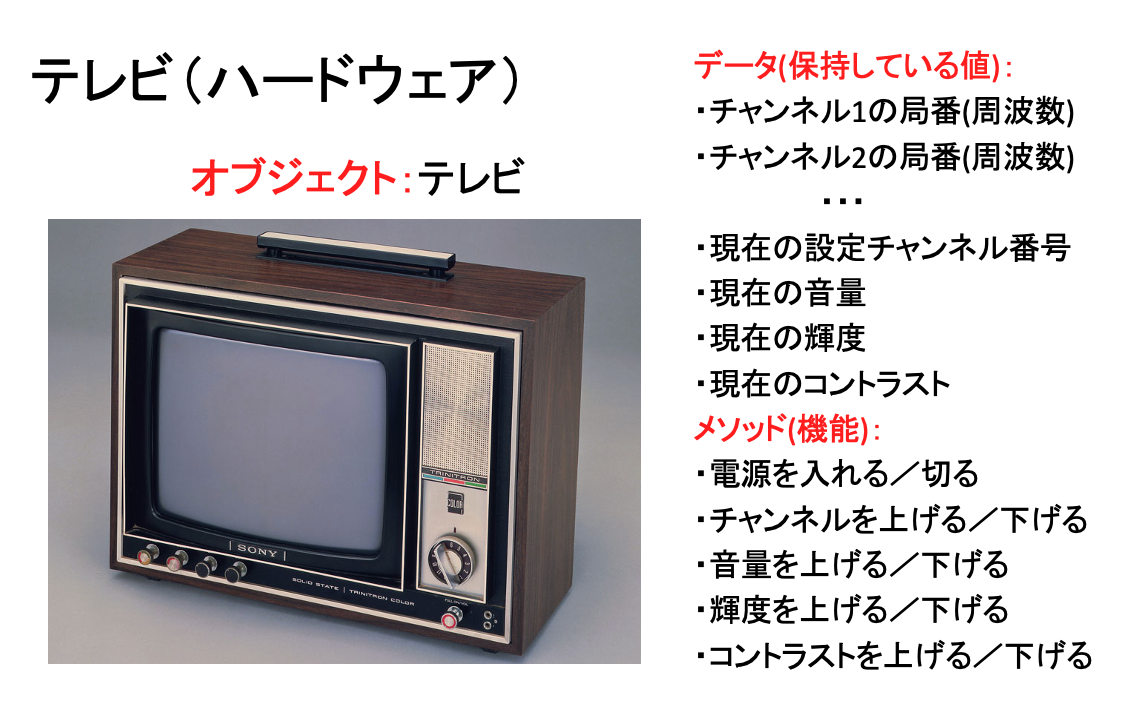 テレビ（ハードウェア）
オブジェクト：テレビ
TRINITRON
COLOR
SONY
SOLID STATE | TRINITRON COLOR
データ(保持している値)：
・チャンネル1の局番(周波数)
・チャンネル2の局番(周波数)
・・・
・現在の設定チャンネル番号
・現在の音量
・現在の輝度
・現在のコントラスト
メソッド(機能)：
・電源を入れる／切る
・チャンネルを上げる／下げる
・音量を上げる／下げる
・輝度を上げる／下げる
・コントラストを上げる／下げる